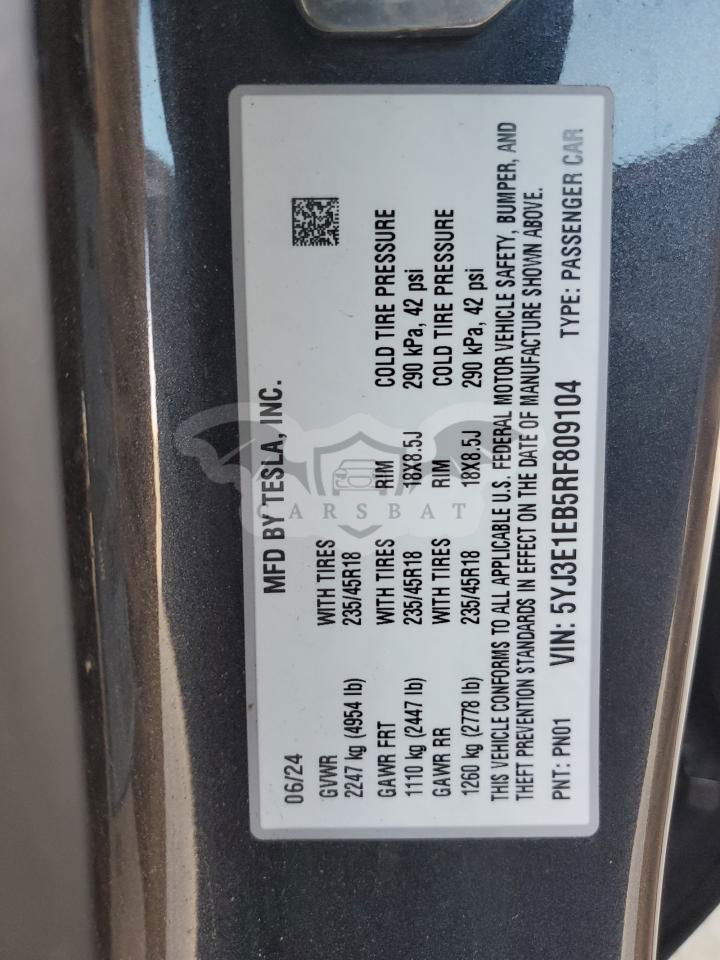 MFD BY TESLA, INC.
06/24
GVWR WITH TIRES
2247 kg (4954 lb) 235/45R18
GAWR FRT WITH TIRES RIM COLD TIRE PRESSURE
1110 kg (2447 lb) 235/45R18 18X8.5J 290 kPa, 42 psi
GAWR RR WITH TIRES RIM COLD TIRE PRESSURE
1260 kg (2778 lb) 235/45R18 18X8.5J 290 kPa, 42 psi
THIS VEHICLE CONFORMS TO ALL APPLICABLE U.S. FEDERAL MOTOR VEHICLE SAFETY, BUMPER, AND
THEFT PREVENTION STANDARDS IN EFFECT ON THE DATE OF MANUFACTURE SHOWN ABOVE.
PNT: PN01 VIN: 5YJ3E1EB5RF809104 TYPE: PASSENGER CAR
CARSBAT